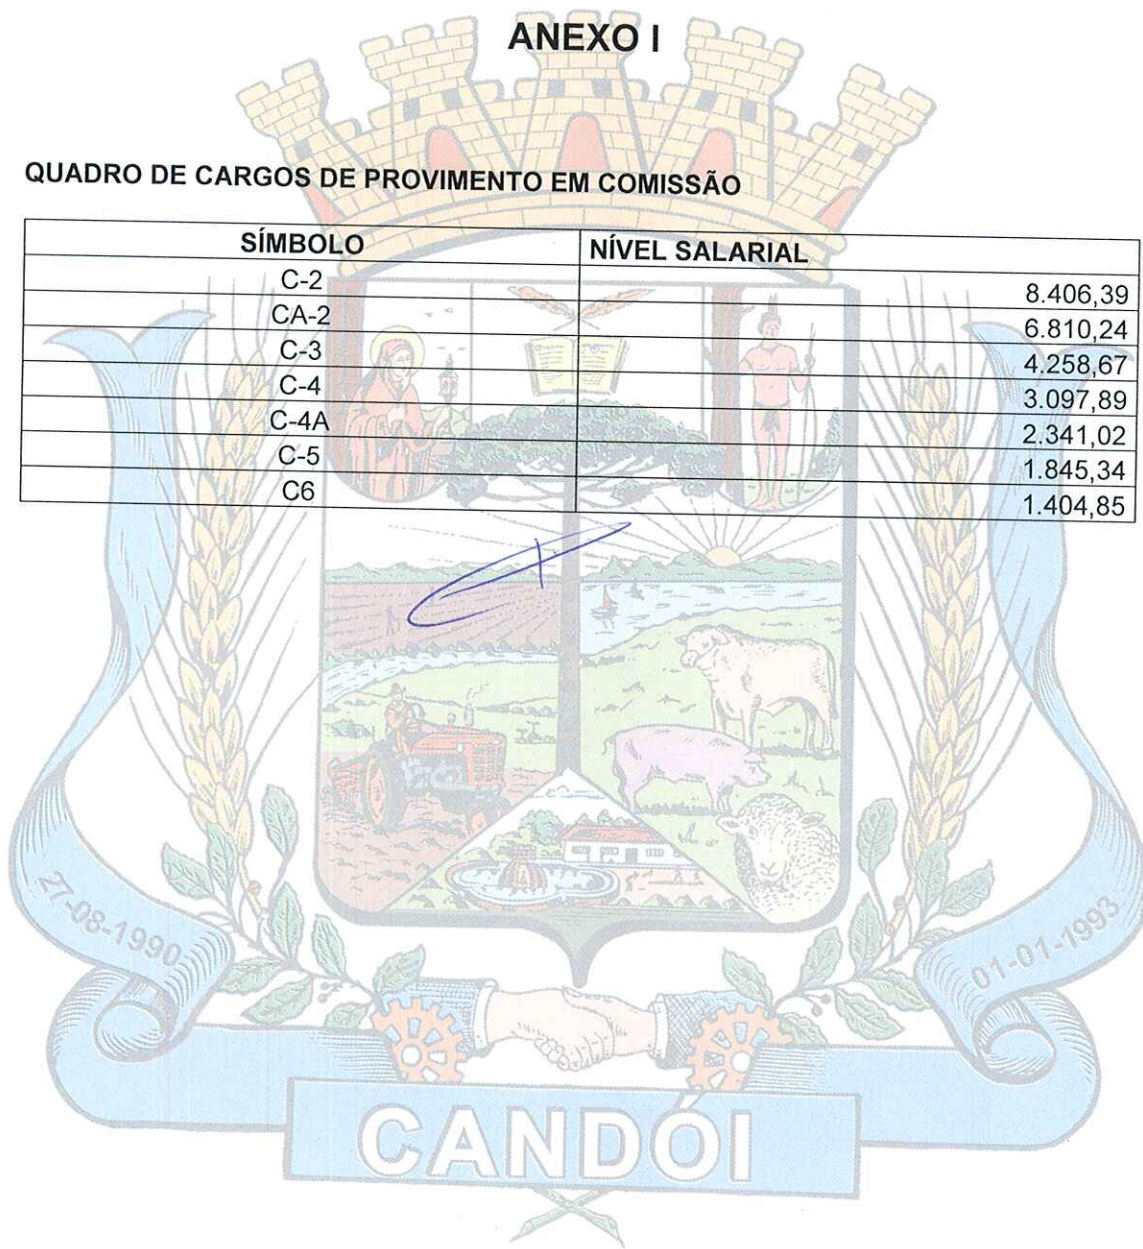 ANEXO I
QUADRO DE CARGOS DE PROVIMENTO EM COMISSÃO
SÍMBOLO NÍVEL SALARIAL
C-2 8.406,39
CA-2 6.810,24
C-3 4.258,67
C-4 3.097,89
C-4A 2.341,02
C-5 1.845,34
C6 1.404,85
27-08-1990
01-01-1993
CANDÓI